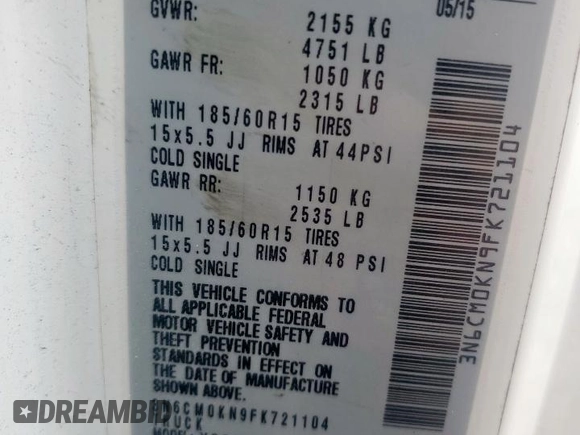 05/15
GVWR: 2155 KG
4751 LB
GAWR FR: 1050 KG
2315 LB
WITH 185/60R15 TIRES
15x5.5 JJ RIMS AT 44PSI
COLD SINGLE
GAWR RR: 1150 KG
2535 LB
WITH 185/60R15 TIRES
15x5.5 JJ RIMS AT 48 PSI
COLD SINGLE
THIS VEHICLE CONFORMS TO
ALL APPLICABLE FEDERAL
MOTOR VEHICLE SAFETY AND
THEFT PREVENTION
STANDARDS IN EFFECT ON
THE DATE OF MANUFACTURE
SHOWN ABOVE.
3N6CM0KN9FK721104
TRUCK
3N6CM0KN9FK721104
DREAMBID